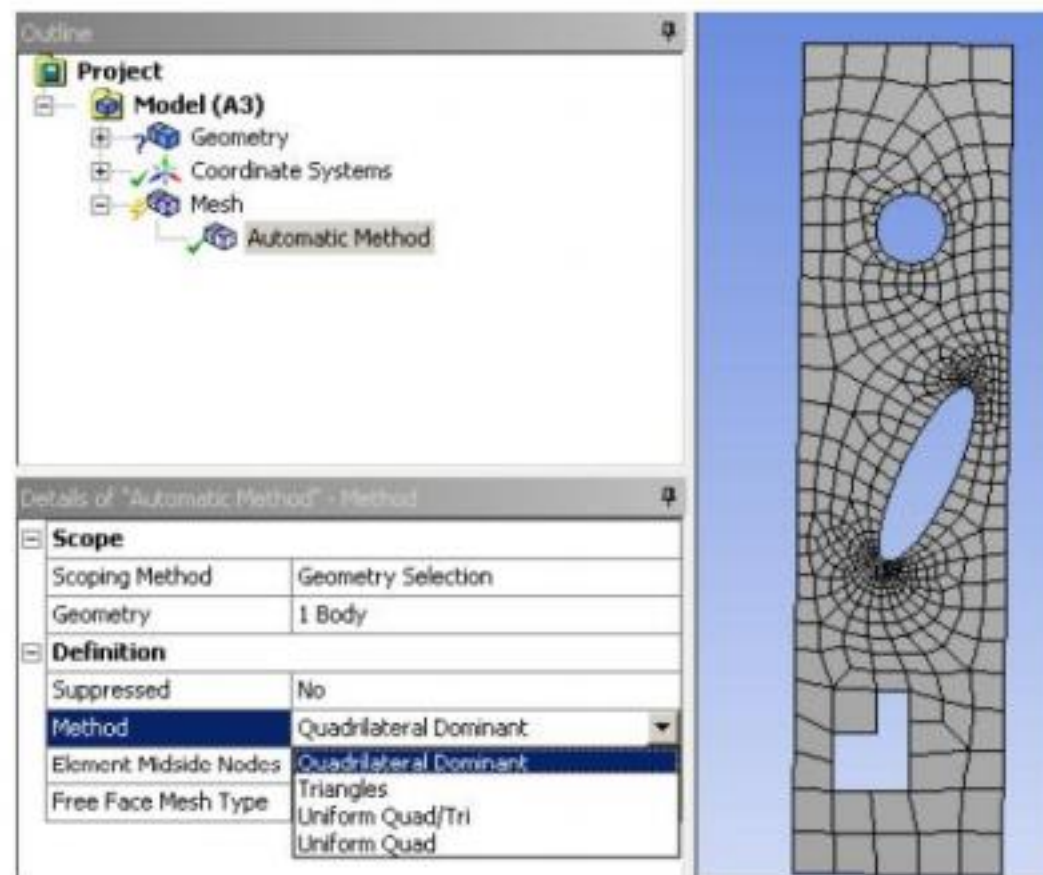 Outline
Project
Model (A3)
Geometry
Coordinate Systems
Mesh
Automatic Method
Details of "Automatic Method" - Method
Scope
Scoping Method Geometry Selection
Geometry 1 Body
Definition
Suppressed No
Method Quadrilateral Dominant
Element Midside Nodes Quadrilateral Dominant
Triangles
Free Face Mesh Type Uniform Quad/Tri
Uniform Quad